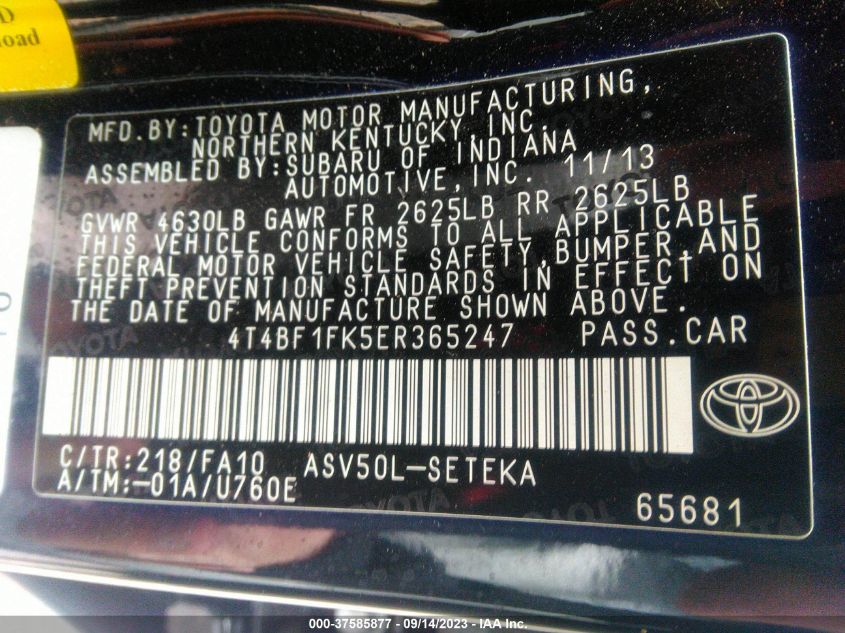 D
oad
MFD. BY: TOYOTA MOTOR MANUFACTURING,
NORTHERN KENTUCKY, INC.
ASSEMBLED BY: SUBARU OF INDIANA
AUTOMOTIVE, INC. 11/13
GVWR 4630LB GAWR FR 2625LB RR 2625LB
THIS VEHICLE CONFORMS TO ALL APPLICABLE
FEDERAL MOTOR VEHICLE SAFETY, BUMPER, AND
THEFT PREVENTION STANDARDS IN EFFECT ON
THE DATE OF MANUFACTURE SHOWN ABOVE.
4T4BF1FK5ER365247 PASS.CAR
C/TR:218/FA10 ASV50L-SETEKA
A/TM:-01A/U760E
65681
000-37585877 - 09/14/2023 - IAA Inc.